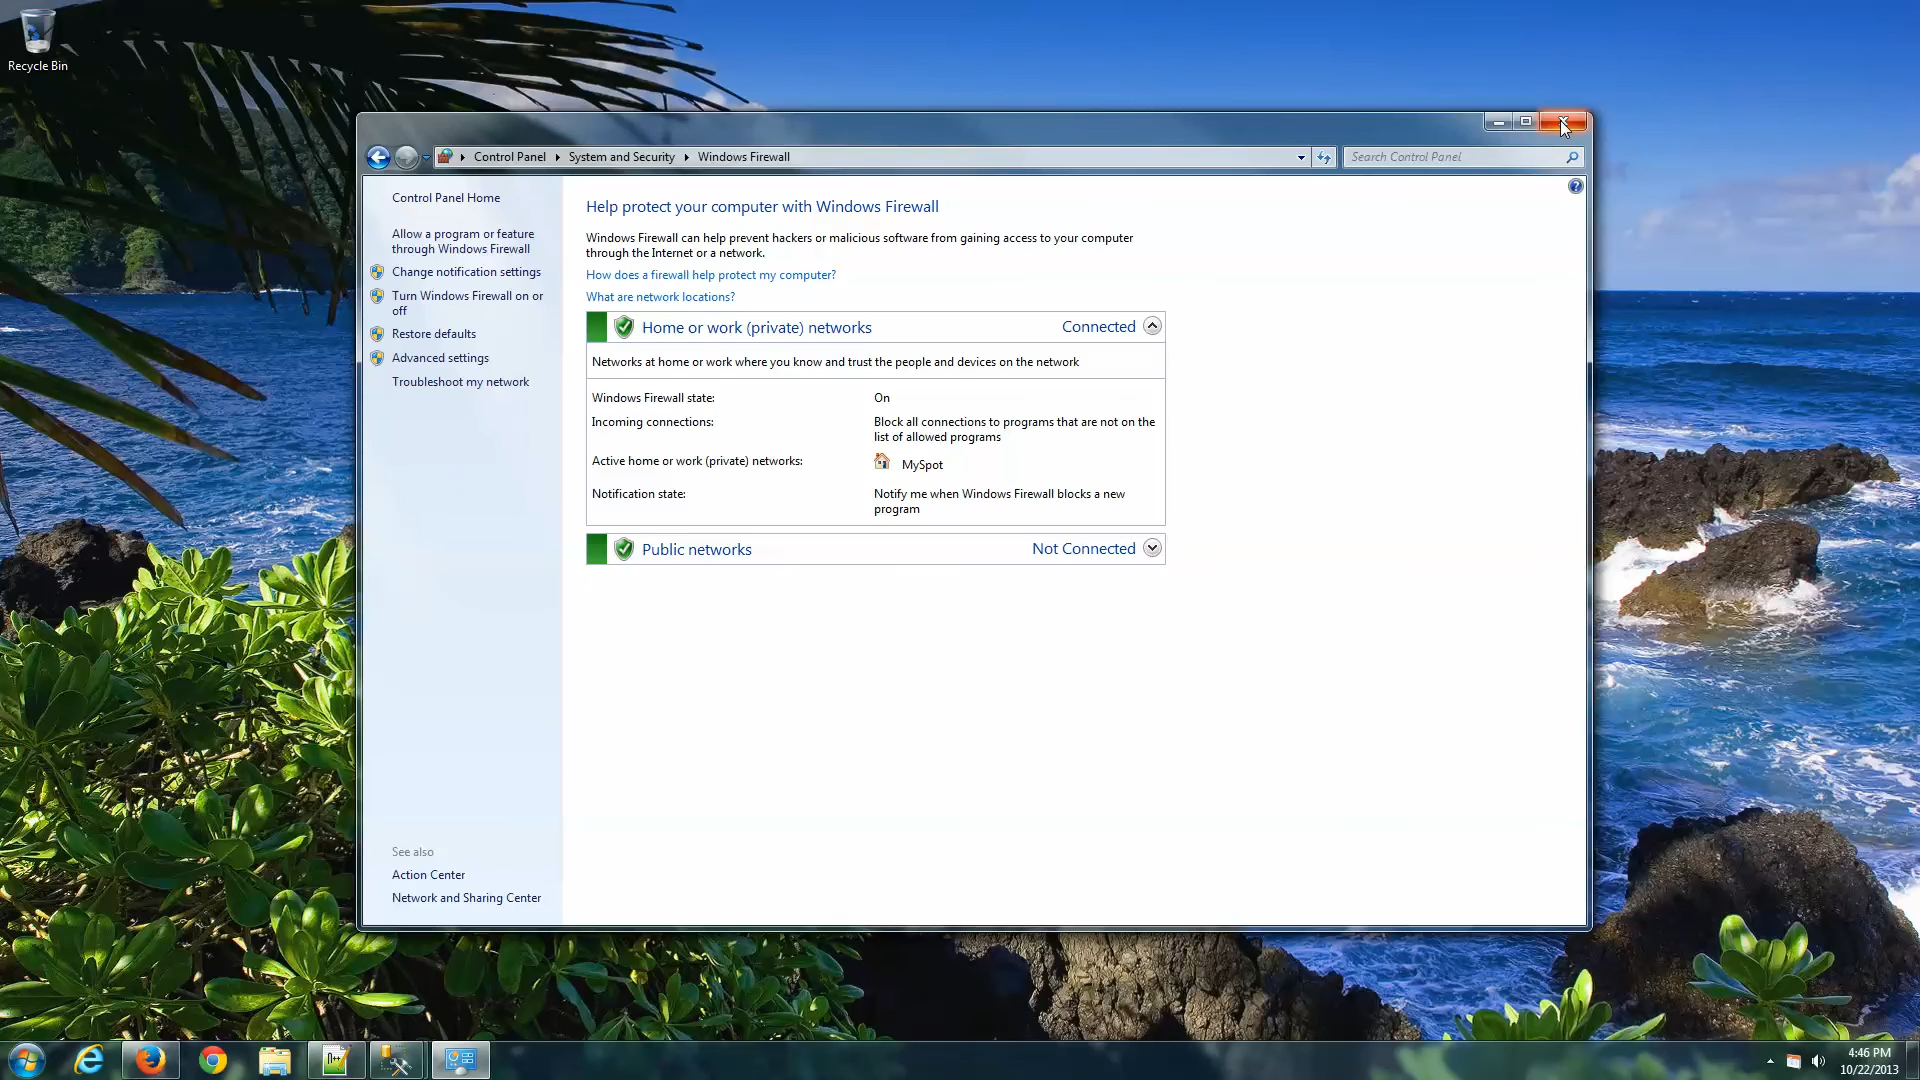 Recycle Bin
Control Panel
System and Security
Windows Firewall
Search Control Panel
Control Panel Home
Allow a program or feature
through Windows Firewall
Change notification settings
Turn Windows Firewall on or
off
Restore defaults
Advanced settings
Troubleshoot my network
See also
Action Center
Network and Sharing Center
Help protect your computer with Windows Firewall
Windows Firewall can help prevent hackers or malicious software from gaining access to your computer
through the Internet or a network.
How does a firewall help protect my computer?
What are network locations?
Home or work (private) networks Connected
Networks at home or work where you know and trust the people and devices on the network
Windows Firewall state: On
Incoming connections: Block all connections to programs that are not on the
list of allowed programs
Active home or work (private) networks: MySpot
Notification state: Notify me when Windows Firewall blocks a new
program
Public networks Not Connected
4:46 PM
10/22/2013